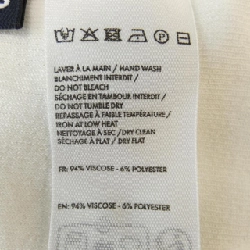 LAVER À LA MAIN / HAND WASH
BLANCHIMENT INTERDIT /
DO NOT BLEACH
SÉCHAGE EN TAMBOUR INTERDIT /
DO NOT TUMBLE DRY
REPASSAGE À FAIBLE TEMPÉRATURE /
IRON AT LOW HEAT
NETTOYAGE À SEC / DRY CLEAN
SÉCHAGE À PLAT / DRY FLAT
FR: 94% VISCOSE - 6% POLYESTER
EN: 94% VISCOSE - 6% POLYESTER